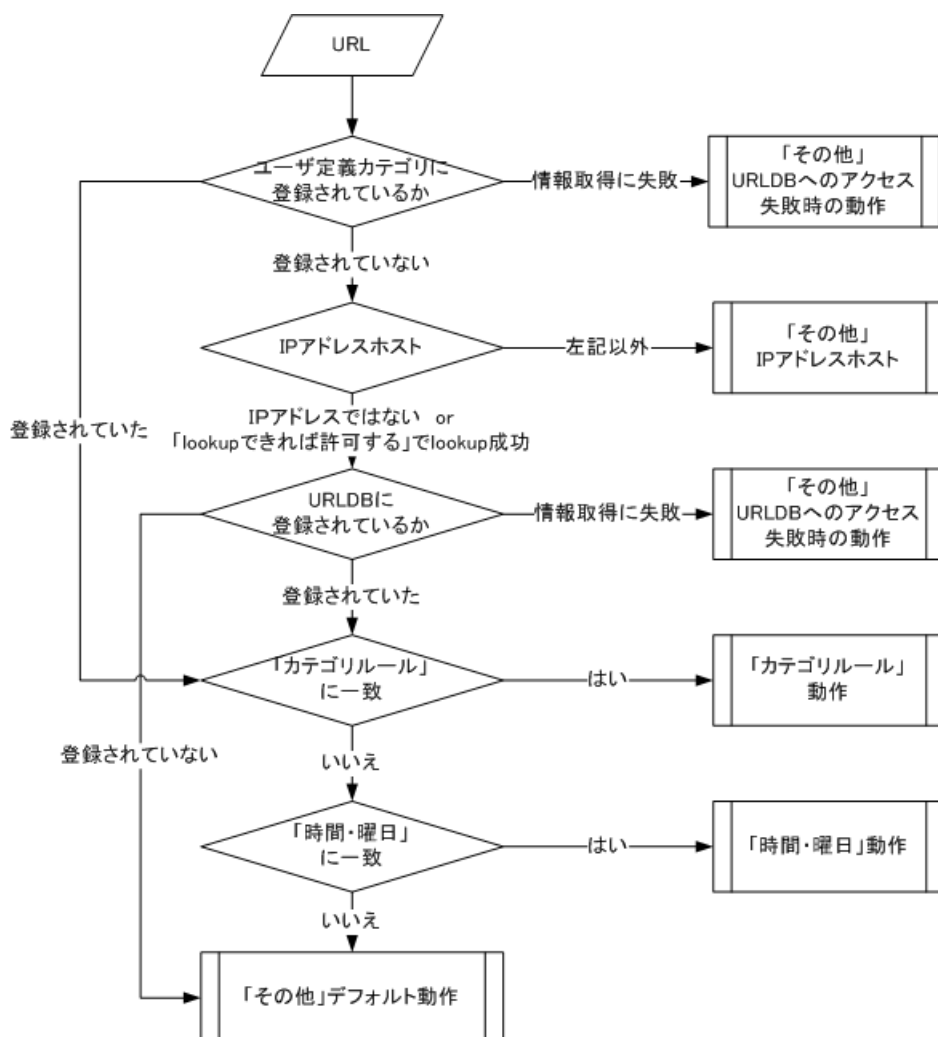 URL
ユーザ定義カテゴリに
登録されているか
情報取得に失敗
「その他」
URLDBへのアクセス
失敗時の動作
登録されていない
IPアドレスホスト
左記以外
「その他」
IPアドレスホスト
登録されていた
IPアドレスではない or
「lookupできれば許可する」でlookup成功
URLDBに
登録されているか
情報取得に失敗
「その他」
URLDBへのアクセス
失敗時の動作
登録されていた
「カテゴリルール」
に一致
はい
「カテゴリルール」
動作
登録されていない
いいえ
「時間・曜日」
に一致
はい
「時間・曜日」動作
いいえ
「その他」デフォルト動作